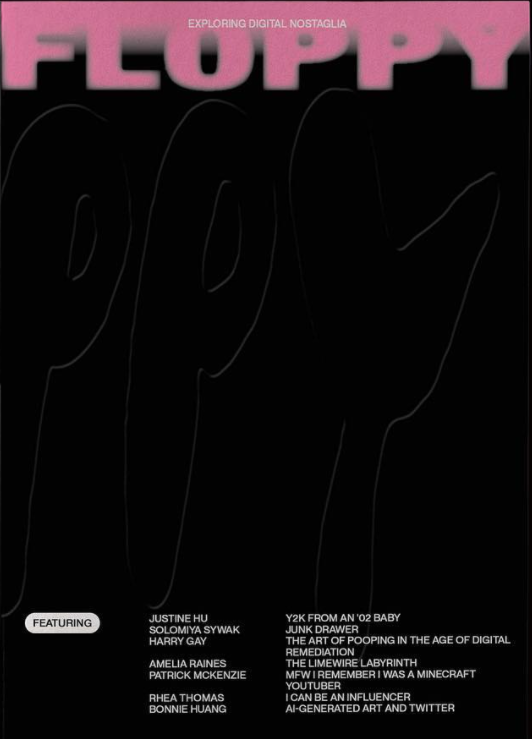 EXPLORING DIGITAL NOSTAGLIA
FLOPPY
ppy
FEATURING
JUSTINE HU Y2K FROM AN '02 BABY
SOLOMIYA SYWAK JUNK DRAWER
HARRY GAY THE ART OF POOPING IN THE AGE OF DIGITAL
REMEDIATION
AMELIA RAINES THE LIMEWIRE LABYRINTH
PATRICK MCKENZIE MFW I REMEMBER I WAS A MINECRAFT
YOUTUBER
RHEA THOMAS I CAN BE AN INFLUENCER
BONNIE HUANG AI-GENERATED ART AND TWITTER